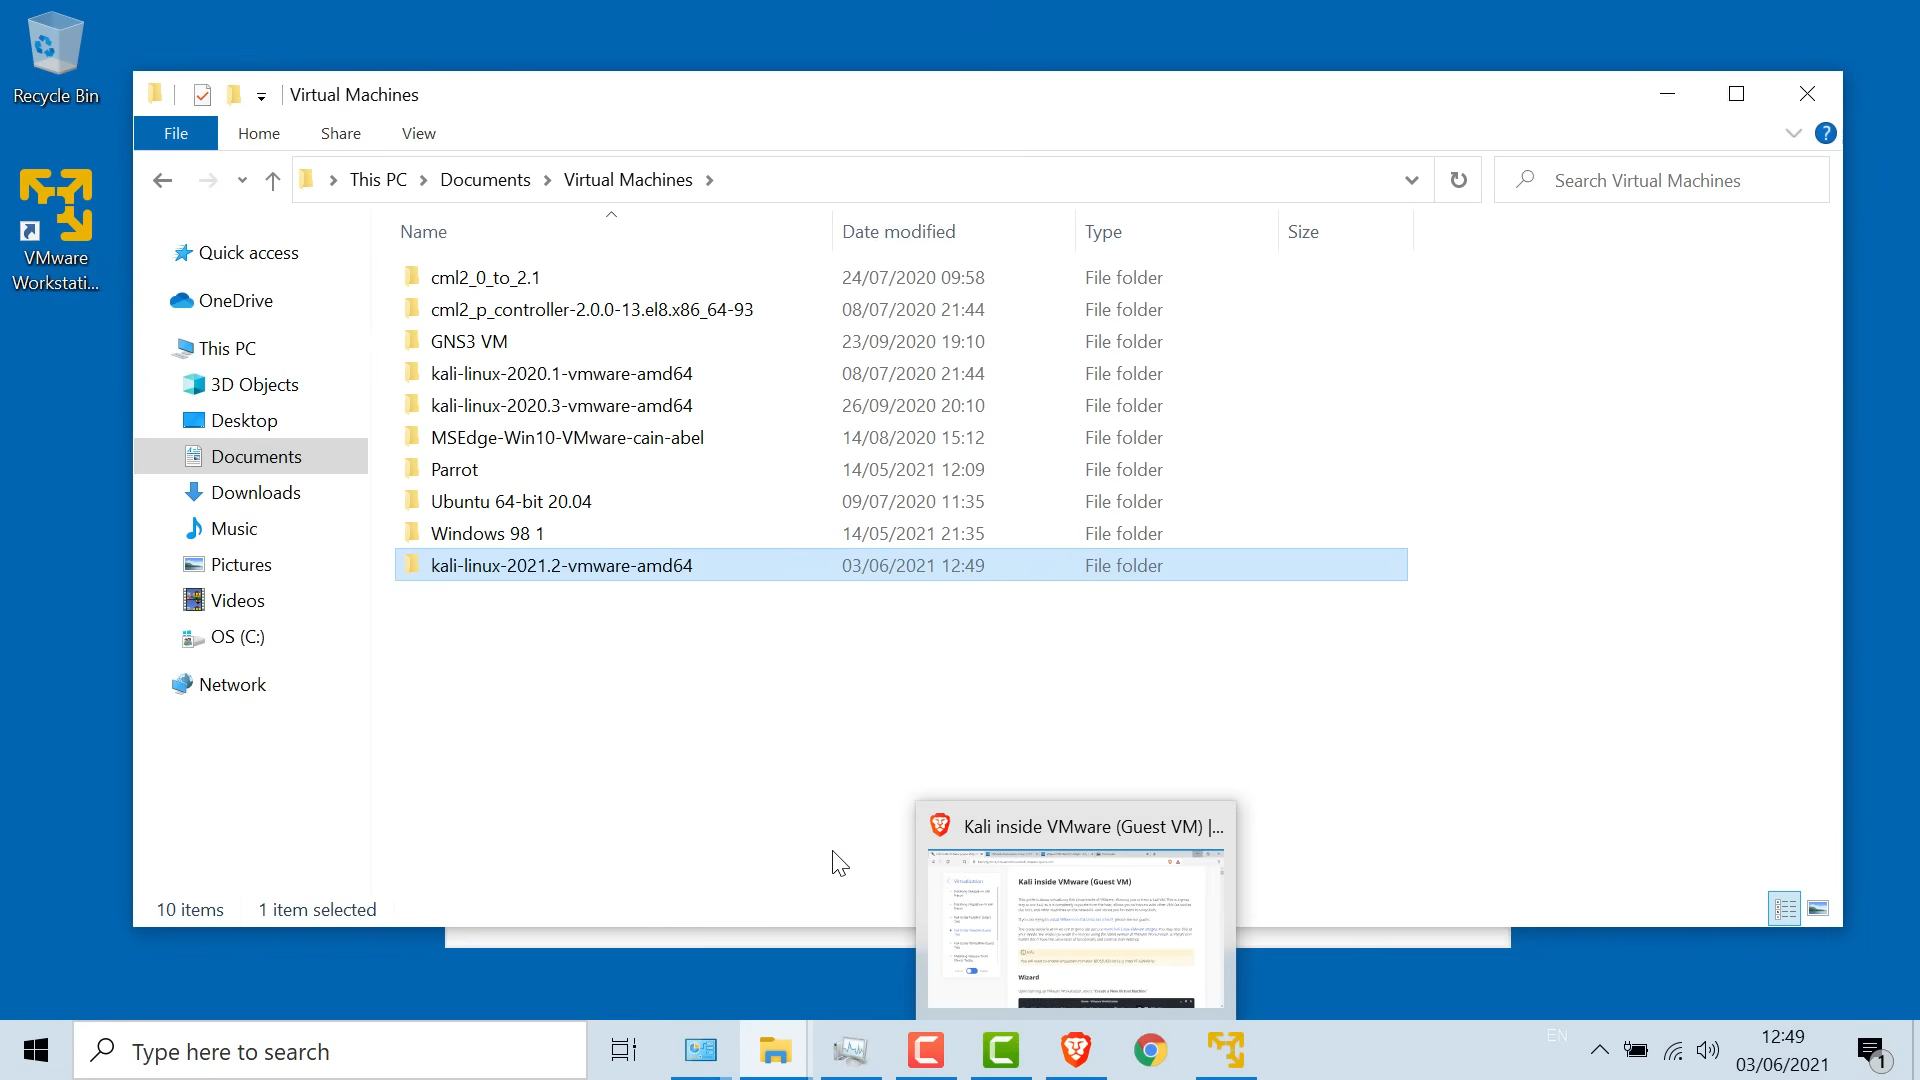 Recycle Bin
VMware
Workstati...
Virtual Machines
File
Home
Share
View
?
This PC
Documents
Virtual Machines
Search Virtual Machines
Name
Date modified
Type
Size
Quick access
OneDrive
This PC
3D Objects
Desktop
Documents
Downloads
Music
Pictures
Videos
OS (C:)
Network
cml2_0_to_2.1 24/07/2020 09:58 File folder
cml2_p_controller-2.0.0-13.el8.x86_64-93 08/07/2020 21:44 File folder
GNS3 VM 23/09/2020 19:10 File folder
kali-linux-2020.1-vmware-amd64 08/07/2020 21:44 File folder
kali-linux-2020.3-vmware-amd64 26/09/2020 20:10 File folder
MSEdge-Win10-VMware-cain-abel 14/08/2020 15:12 File folder
Parrot 14/05/2021 12:09 File folder
Ubuntu 64-bit 20.04 09/07/2020 11:35 File folder
Windows 98 1 14/05/2021 21:35 File folder
kali-linux-2021.2-vmware-amd64 03/06/2021 12:49 File folder
10 items
1 item selected
Kali inside VMware (Guest VM) |...
Kali inside VMware (Guest VM)
Wizard
Type here to search
EN
12:49
03/06/2021
1